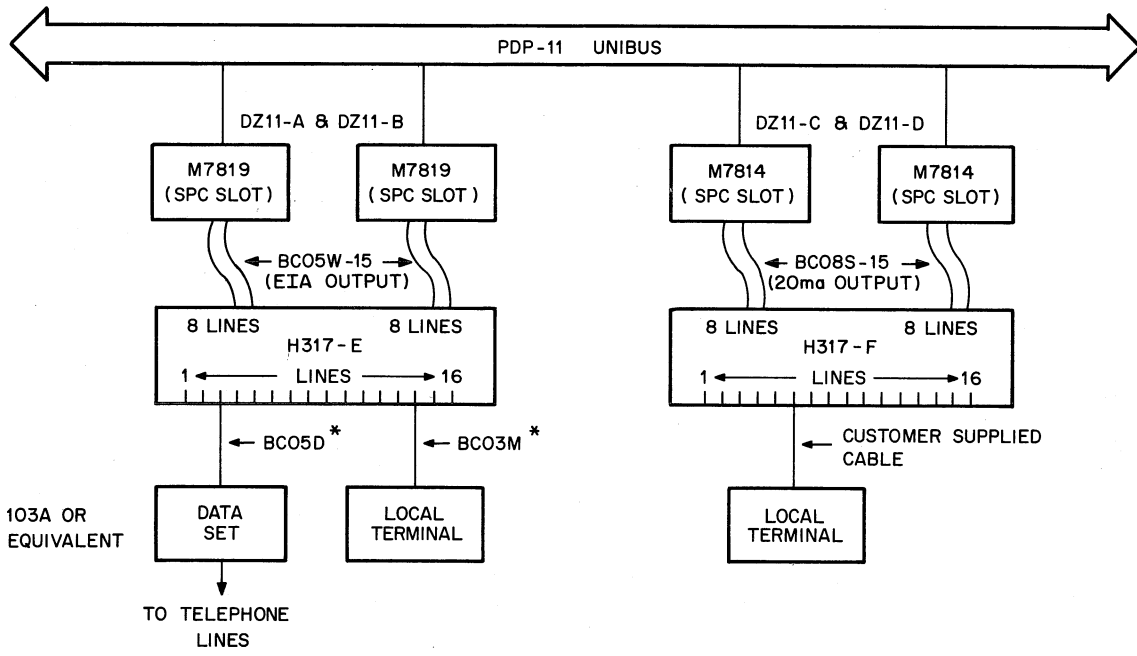 PDP-11 UNIBUS
DZ11-A & DZ11-B
DZ11-C & DZ11-D
M7819
(SPC SLOT)
M7819
(SPC SLOT)
M7814
(SPC SLOT)
M7814
(SPC SLOT)
BC05W-15
(EIA OUTPUT)
BC08S-15
(20ma OUTPUT)
8 LINES
8 LINES
H317-E
1 LINES 16
8 LINES
8 LINES
H317-F
1 LINES 16
BC05D*
BC03M*
CUSTOMER SUPPLIED
CABLE
103A OR
EQUIVALENT
DATA
SET
LOCAL
TERMINAL
LOCAL
TERMINAL
TO TELEPHONE
LINES